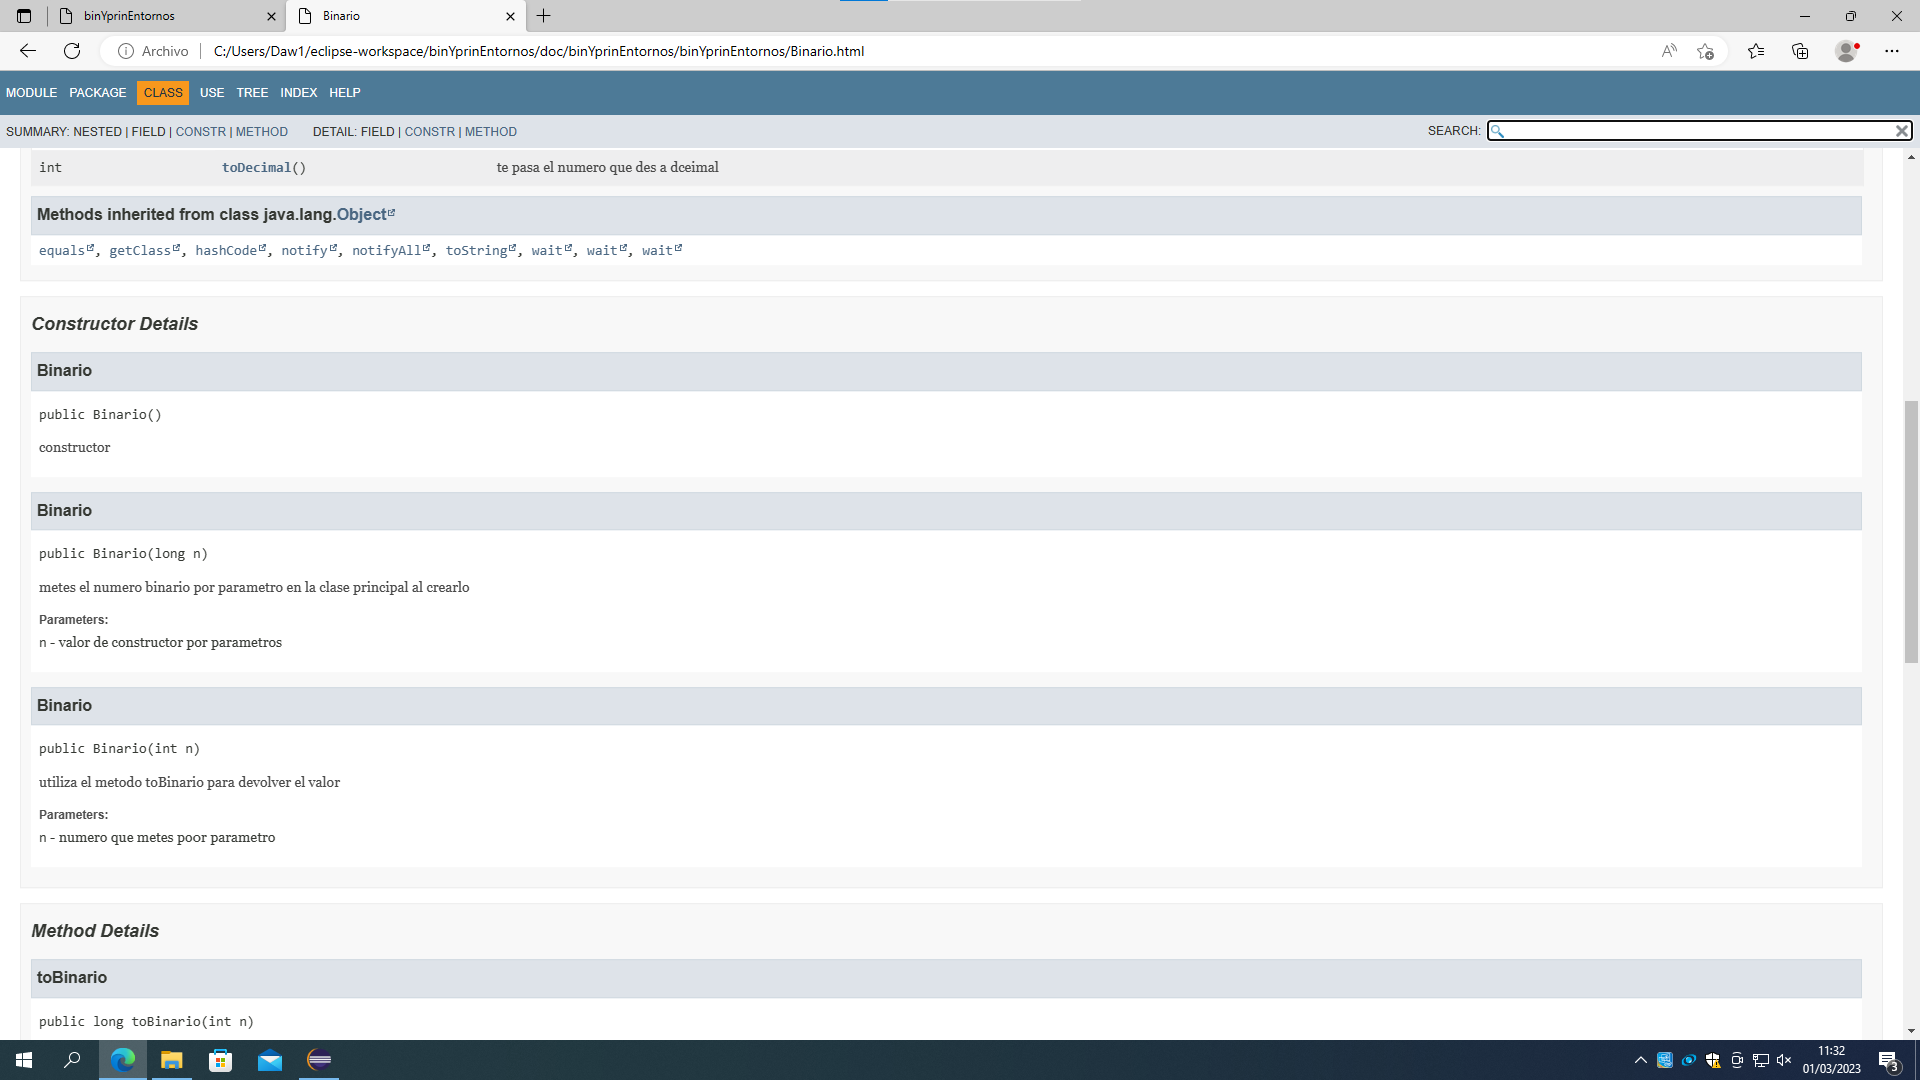 binYprinEntornos
Binario
Archivo
C:/Users/Daw1/eclipse-workspace/binYprinEntornos/doc/binYprinEntornos/binYprinEntornos/Binario.html
MODULE PACKAGE CLASS USE TREE INDEX HELP
SUMMARY: NESTED | FIELD | CONSTR | METHOD DETAIL: FIELD | CONSTR | METHOD
SEARCH:
int toDecimal() te pasa el numero que des a dceimal
Methods inherited from class java.lang.Object
equals, getClass, hashCode, notify, notifyAll, toString, wait, wait, wait
Constructor Details
Binario
public Binario()
constructor
Binario
public Binario(long n)
metes el numero binario por parametro en la clase principal al crearlo
Parameters:
n - valor de constructor por parametros
Binario
public Binario(int n)
utiliza el metodo toBinario para devolver el valor
Parameters:
n - numero que metes poor parametro
Method Details
toBinario
public long toBinario(int n)
11:32
01/03/2023
3